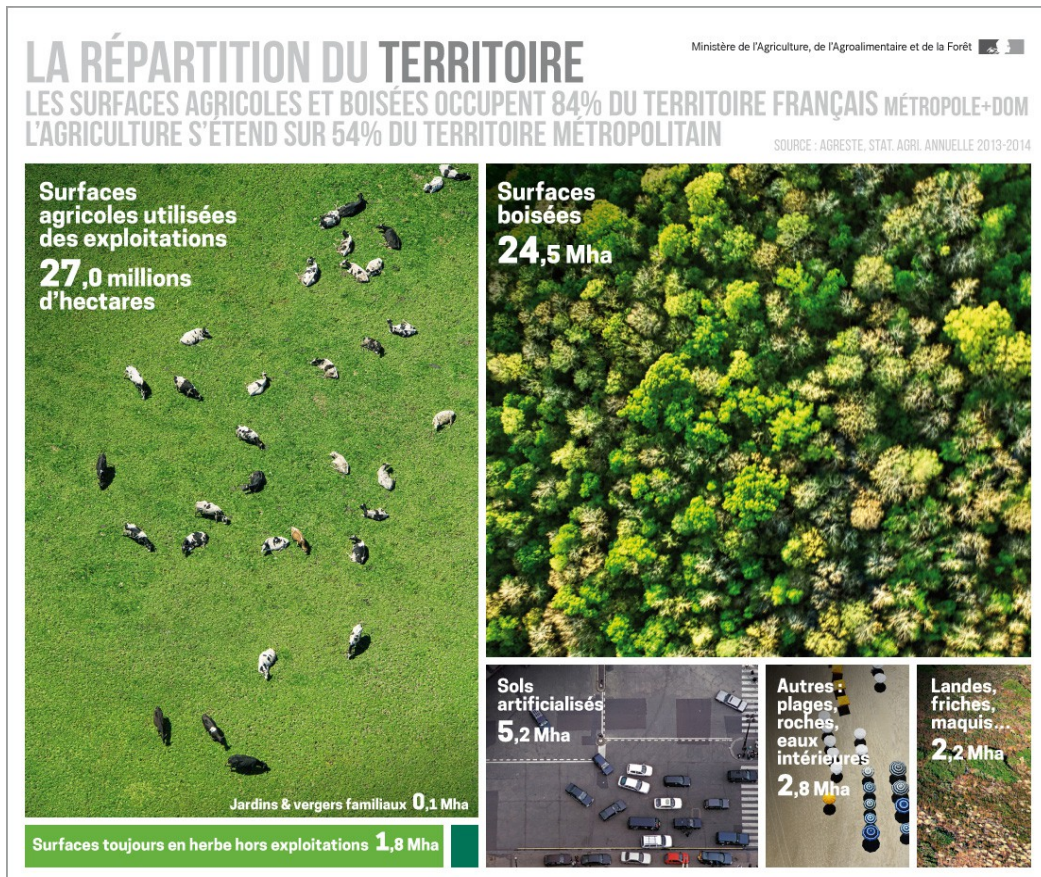 LA RÉPARTITION DU TERRITOIRE
Ministère de l'Agriculture, de l'Agroalimentaire et de la Forêt
LES SURFACES AGRICOLES ET BOISÉES OCCUPENT 84% DU TERRITOIRE FRANÇAIS MÉTROPOLE+DOM
L'AGRICULTURE S'ÉTEND SUR 54% DU TERRITOIRE MÉTROPOLITAIN
SOURCE : AGRESTE, STAT. AGRI. ANNUELLE 2013-2014
Surfaces
agricoles utilisées
des exploitations
27,0 millions
d'hectares
Jardins & vergers familiaux 0,1 Mha
Surfaces toujours en herbe hors exploitations 1,8 Mha
Surfaces
boisées
24,5 Mha
Sols
artificialisés
5,2 Mha
Autres :
plages,
roches,
eaux
intérieures
2,8 Mha
Landes,
friches,
maquis...
2,2 Mha